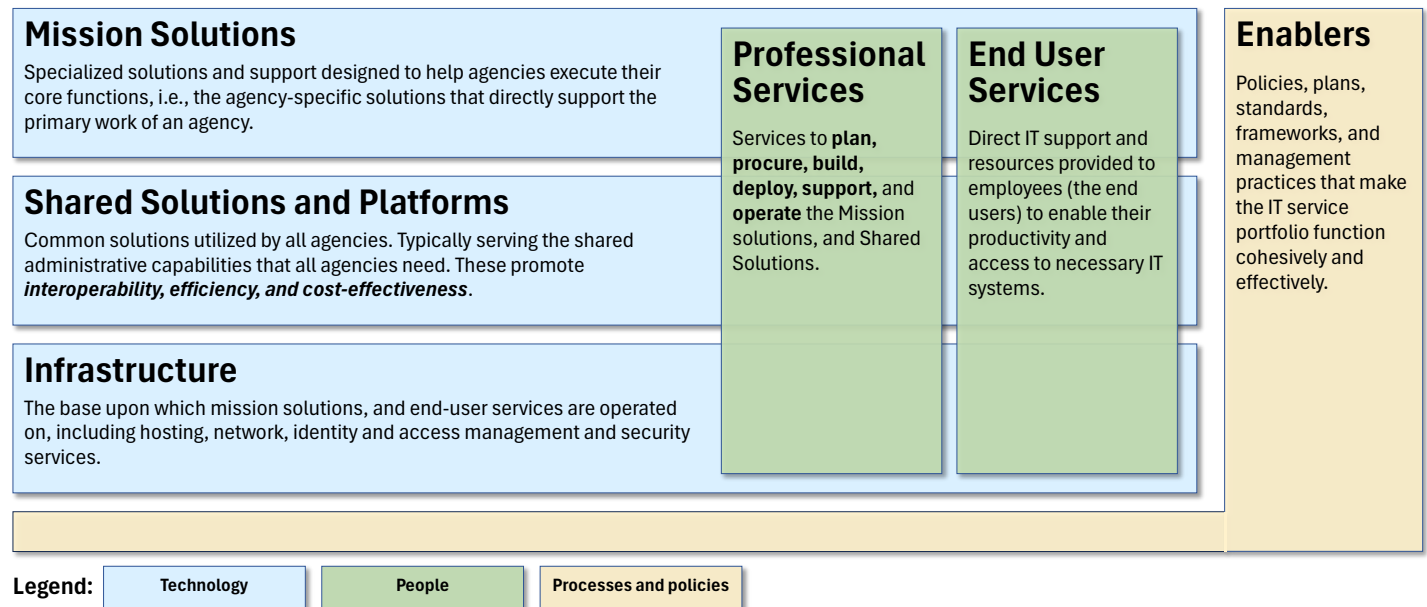 Mission Solutions
Specialized solutions and support designed to help agencies execute their
core functions, i.e., the agency-specific solutions that directly support the
primary work of an agency.
Shared Solutions and Platforms
Common solutions utilized by all agencies. Typically serving the shared
administrative capabilities that all agencies need. These promote
interoperability, efficiency, and cost-effectiveness.
Infrastructure
The base upon which mission solutions, and end-user services are operated
on, including hosting, network, identity and access management and security
services.
Professional
Services
Services to plan,
procure, build,
deploy, support, and
operate the Mission
solutions, and Shared
Solutions.
End User
Services
Direct IT support and
resources provided to
employees (the end
users) to enable their
productivity and
access to necessary IT
systems.
Enablers
Policies, plans,
standards,
frameworks, and
management
practices that make
the IT service
portfolio function
cohesively and
effectively.
Legend:
Technology
People
Processes and policies